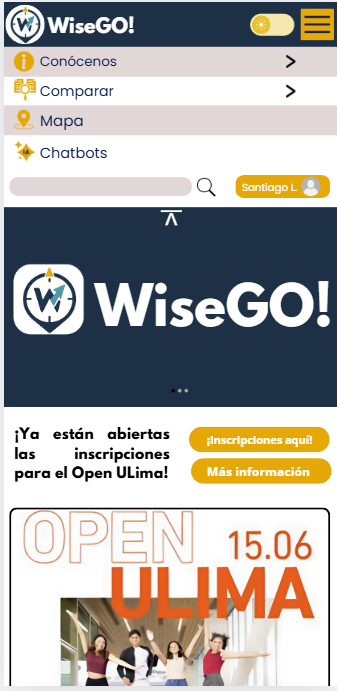 WiseGO!
Conócenos
Comparar
Mapa
IA
Chatbots
Santiago L.
WiseGO!
¡Ya están abiertas
las inscripciones
para el Open ULima!
¡Inscripciones aquí!
Más información
OPEN
15.06
ULIMA